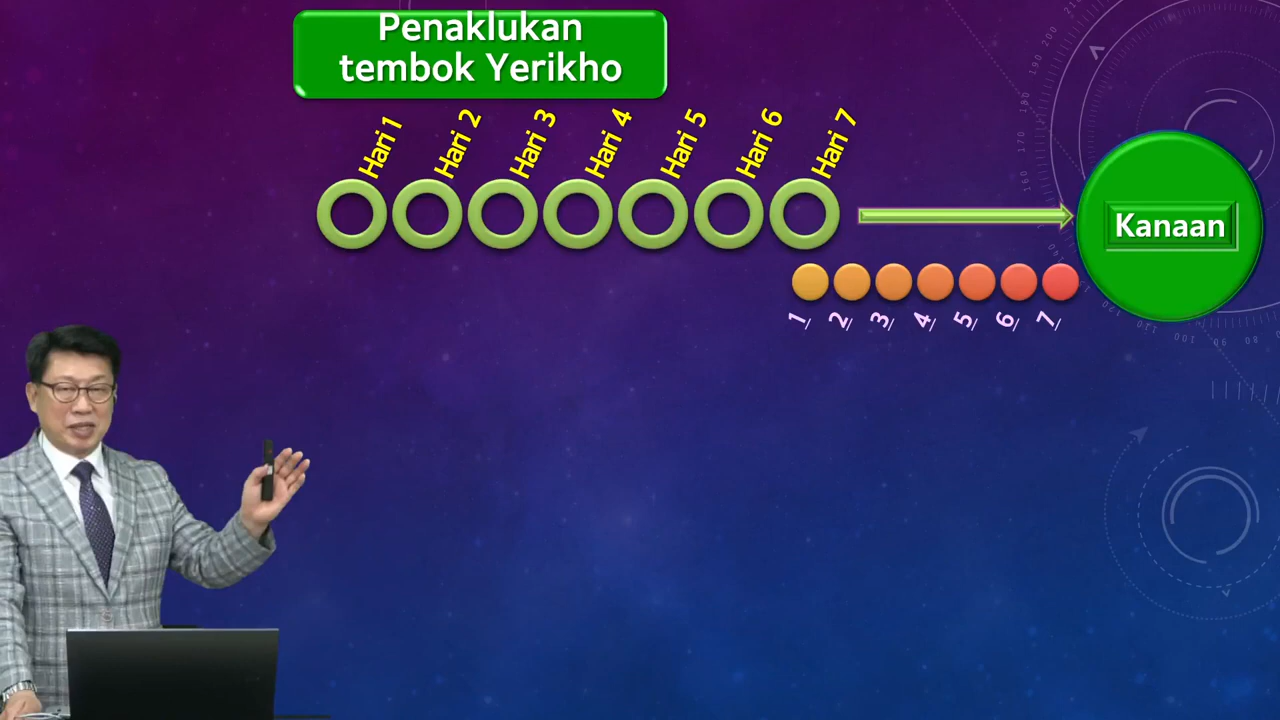 Penaklukan
tembok Yerikho
Hari 1
Hari 2
Hari 3
Hari 4
Hari 5
Hari 6
Hari 7
Kanaan
1
2
3
4
5
6
7